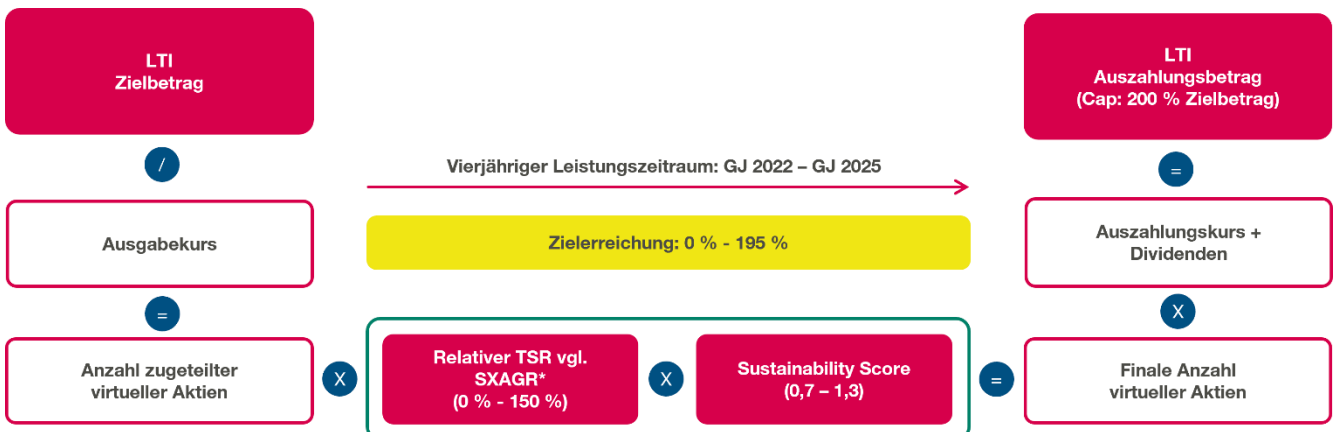 LTI
Zielbetrag
/
Ausgabekurs
=
Anzahl zugeteilter
virtueller Aktien
X
Vierjähriger Leistungszeitraum: GJ 2022 – GJ 2025
Zielerreichung: 0 % - 195 %
Relativer TSR vgl.
SXAGR*
(0 % - 150 %)
X
Sustainability Score
(0,7 – 1,3)
=
Finale Anzahl
virtueller Aktien
X
Auszahlungskurs +
Dividenden
=
LTI
Auszahlungsbetrag
(Cap: 200 % Zielbetrag)